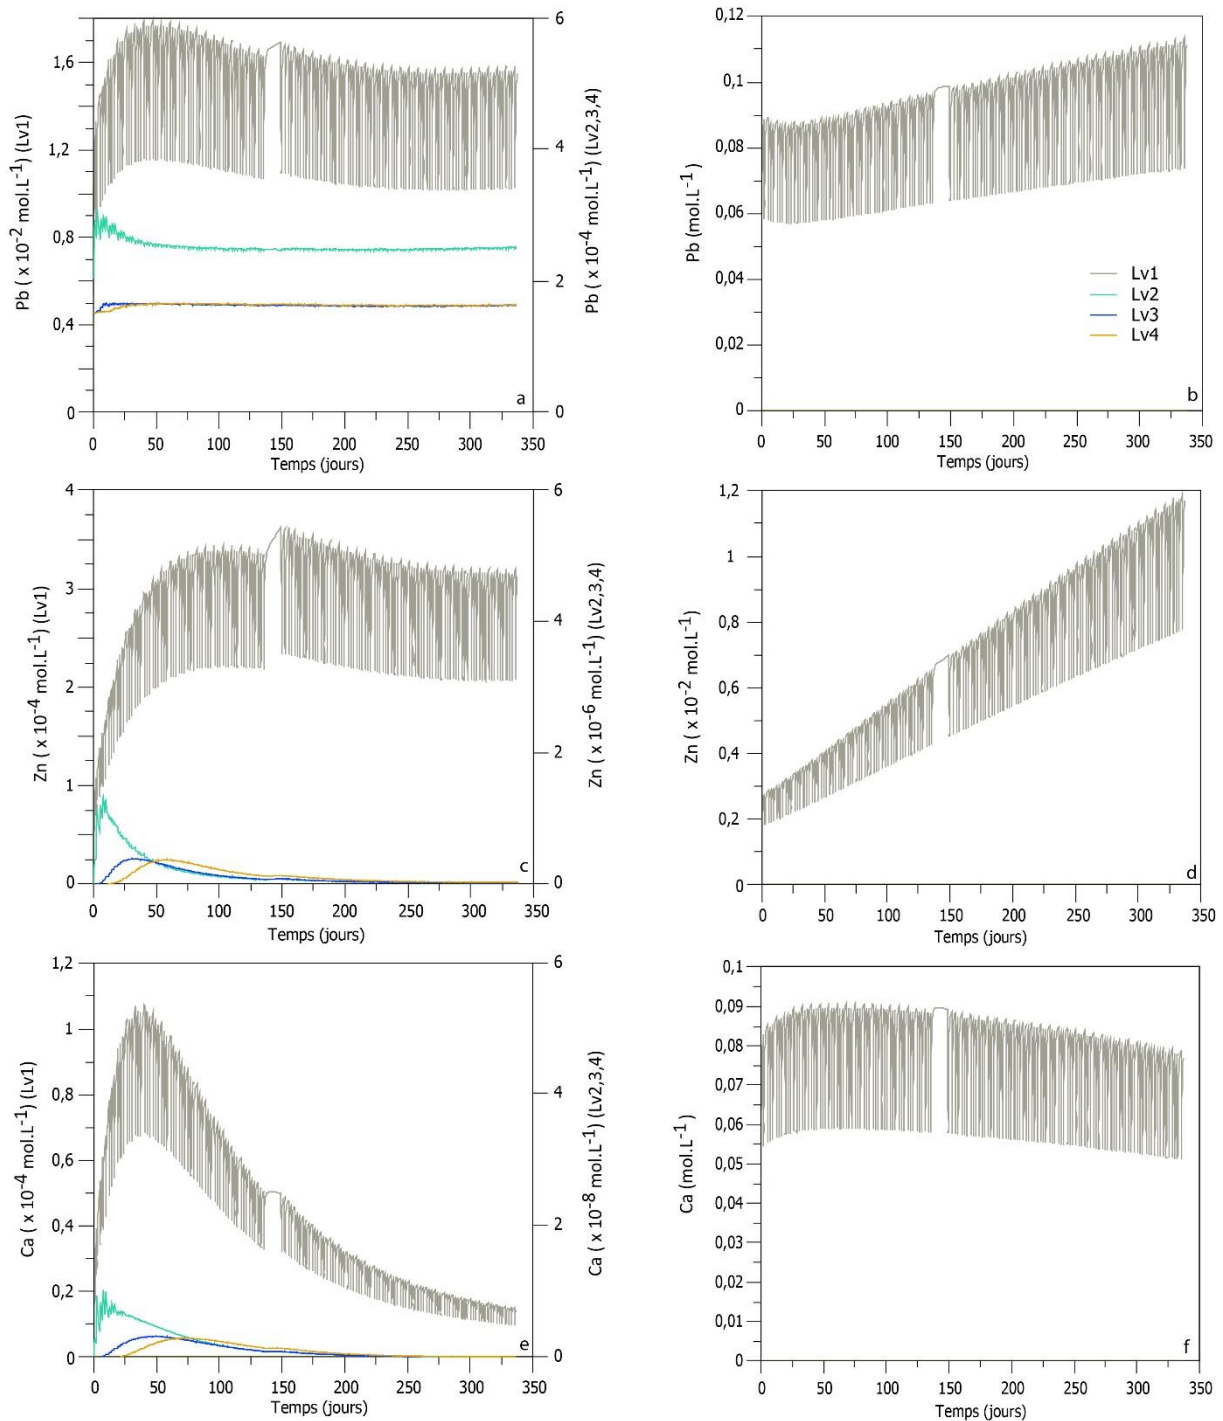 1,6
1,2
0,8
0,4
0
6
4
2
0
0 50 100 150 200 250 300 350
Temps (jours)
Pb ( x 10-2 mol.L-1) (Lv1)
Pb ( x 10-4 mol.L-1) (Lv2,3,4)
a
0,12
0,1
0,08
0,06
0,04
0,02
0
0 50 100 150 200 250 300 350
Temps (jours)
Pb (mol.L-1 )
Lv1
Lv2
Lv3
Lv4
b
4
3
2
1
0
6
4
2
0
0 50 100 150 200 250 300 350
Temps (jours)
Zn ( x 10-4 mol.L-1) (Lv1)
Zn ( x 10-6 mol.L-1) (Lv2,3,4)
c
1,2
1
0,8
0,6
0,4
0,2
0
0 50 100 150 200 250 300 350
Temps (jours)
Zn ( x 10-2 mol.L-1)
d
1,2
1
0,8
0,6
0,4
0,2
0
6
4
2
0
0 50 100 150 200 250 300 350
Temps (jours)
Ca ( x 10-4 mol.L-1) (Lv1)
Ca ( x 10-8 mol.L-1) (Lv2,3,4)
e
0,1
0,09
0,08
0,07
0,06
0,05
0,04
0,03
0,02
0,01
0
0 50 100 150 200 250 300 350
Temps (jours)
Ca (mol.L-1 )
f